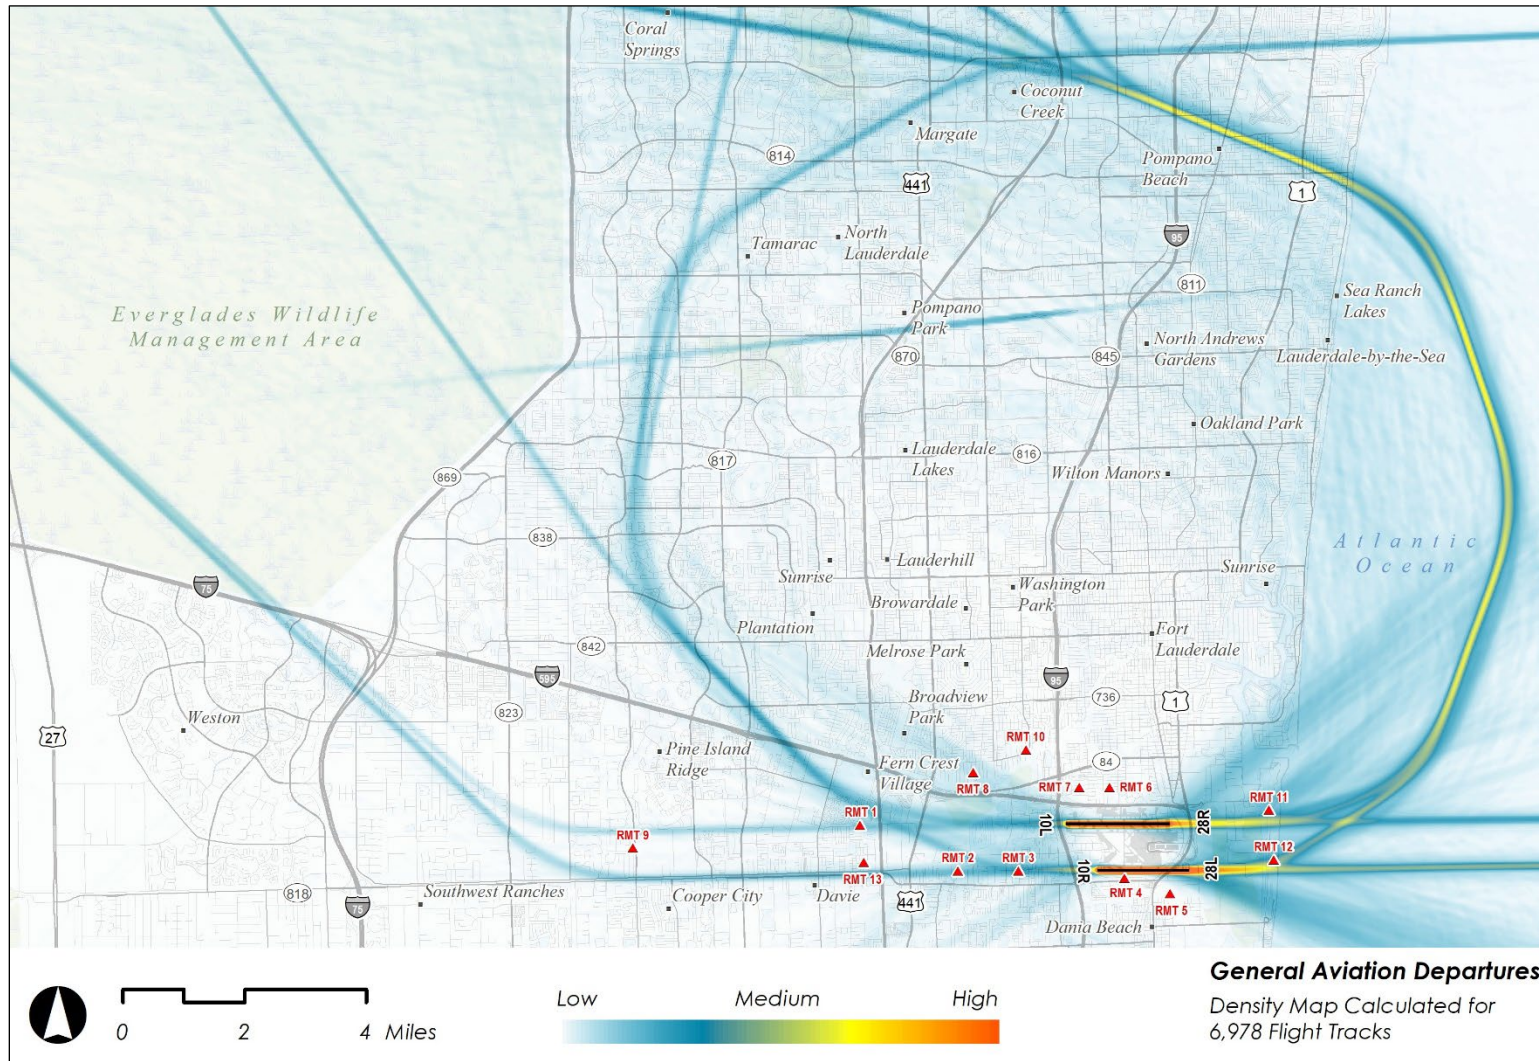 Coral
Springs
Coconut
Creek
Margate
814
Pompano
Beach
441
1
95
North
Lauderdale
Tamarac
811
Sea Ranch
Lakes
Everglades Wildlife
Management Area
Pompano
Park
North Andrews
Gardens
Lauderdale-by-the-Sea
870
845
Oakland Park
Lauderdale
Lakes
816
817
Wilton Manors
869
838
Atlantic
Ocean
Lauderhill
Sunrise
Sunrise
75
Washington
Park
Browardale
Plantation
Fort
Lauderdale
842
Melrose Park
595
95
736
1
Broadview
Park
823
Weston
27
RMT 10
Pine Island
Ridge
84
Fern Crest
Village
RMT 8
RMT 7
RMT 6
RMT 1
10L
28R
RMT 11
RMT 9
RMT 12
RMT 2
RMT 3
10R
28L
RMT 13
RMT 4
818
Southwest Ranches
Cooper City
Davie
441
RMT 5
75
Dania Beach
General Aviation Departures
Density Map Calculated for
6,978 Flight Tracks
Low Medium High
0 2 4 Miles